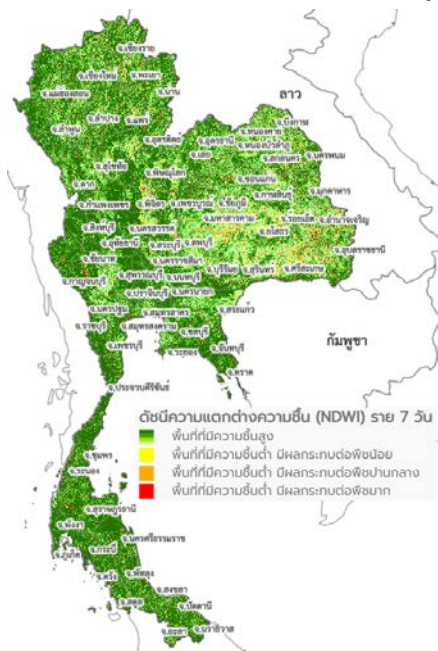 จ.เชียงราย
จ.เชียงใหม่
จ.พะเยา
จ.แม่ฮ่องสอน
จ.น่าน
ลาว
จ.ลำปาง
จ.แพร่
จ.ลำพูน
จ.บึงกาฬ
จ.อุตรดิตถ์
จ.อุดรธานี
จ.หนองคาย
จ.เลย
จ.หนองบัวลำภู
จ.สุโขทัย
จ.พิษณุโลก
จ.สกลนคร
จ.นครพนม
จ.ตาก
จ.ขอนแก่น
จ.มุกดาหาร
จ.กำแพงเพชร
จ.พิจิตร
จ.เพชรบูรณ์
จ.ชัยภูมิ
จ.กาฬสินธุ์
จ.มหาสารคาม
จ.ร้อยเอ็ด
จ.อำนาจเจริญ
จ.สิงห์บุรี
จ.นครสวรรค์
จ.ยโสธร
จ.อุทัยธานี
จ.สระบุรี
จ.ลพบุรี
จ.อุบลราชธานี
จ.ชัยนาท
จ.นครราชสีมา
จ.บุรีรัมย์
จ.สุรินทร์
จ.ศรีสะเกษ
จ.กาญจนบุรี
จ.สุพรรณบุรี
จ.นนทบุรี
จ.ปราจีนบุรี
จ.นครนายก
จ.นครปฐม
จ.สมุทรสาคร
จ.สระแก้ว
จ.ราชบุรี
จ.สมุทรสงคราม
จ.ชลบุรี
กัมพูชา
จ.เพชรบุรี
จ.ระยอง
จ.จันทบุรี
จ.ตราด
จ.ประจวบคีรีขันธ์
ดัชนีความแตกต่างความชื้น (NDWI) ราย 7 วัน
พื้นที่ที่มีความชื้นสูง
พื้นที่ที่มีความชื้นต่ำ มีผลกระทบต่อพืชน้อย
พื้นที่ที่มีความชื้นต่ำ มีผลกระทบต่อพืชปานกลาง
พื้นที่ที่มีความชื้นต่ำ มีผลกระทบต่อพืชมาก
จ.ชุมพร
จ.ระนอง
จ.สุราษฎร์ธานี
จ.พังงา
จ.นครศรีธรรมราช
จ.กระบี่
จ.ภูเก็ต
จ.ตรัง
จ.พัทลุง
จ.สงขลา
จ.สตูล
จ.ปัตตานี
จ.ยะลา
จ.นราธิวาส